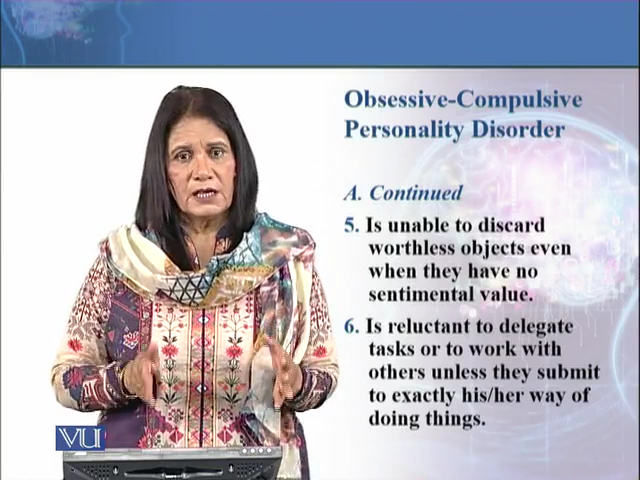 Obsessive-Compulsive
Personality Disorder
A. Continued
5. Is unable to discard
worthless objects even
when they have no
sentimental value.
6. Is reluctant to delegate
tasks or to work with
others unless they submit
to exactly his/her way of
doing things.
VU